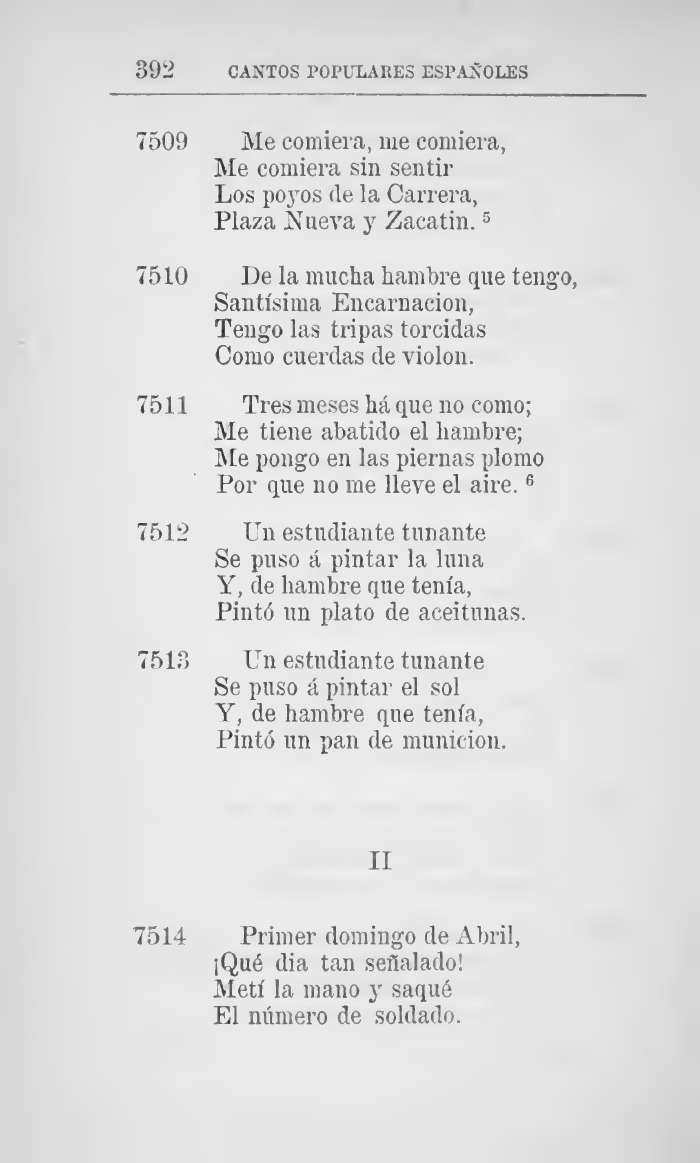 392 CANTOS POPULARES ESPAÑOLES
7509 Me comiera, me comiera,
Me comiera sin sentir
Los poyos de la Carrera,
Plaza Nueva y Zacatin. 5
7510 De la mucha hambre que tengo,
Santísima Encarnacion,
Tengo las tripas torcidas
Como cuerdas de violon.
7511 Tres meses há que no como;
Me tiene abatido el hambre;
Me pongo en las piernas plomo
Por que no me lleve el aire. 6
7512 Un estudiante tunante
Se puso á pintar la luna
Y, de hambre que tenía,
Pintó un plato de aceitunas.
7513 Un estudiante tunante
Se puso á pintar el sol
Y, de hambre que tenía,
Pintó un pan de municion.
II
7514 Primer domingo de Abril,
¡Qué dia tan señalado!
Metí la mano y saqué
El número de soldado.